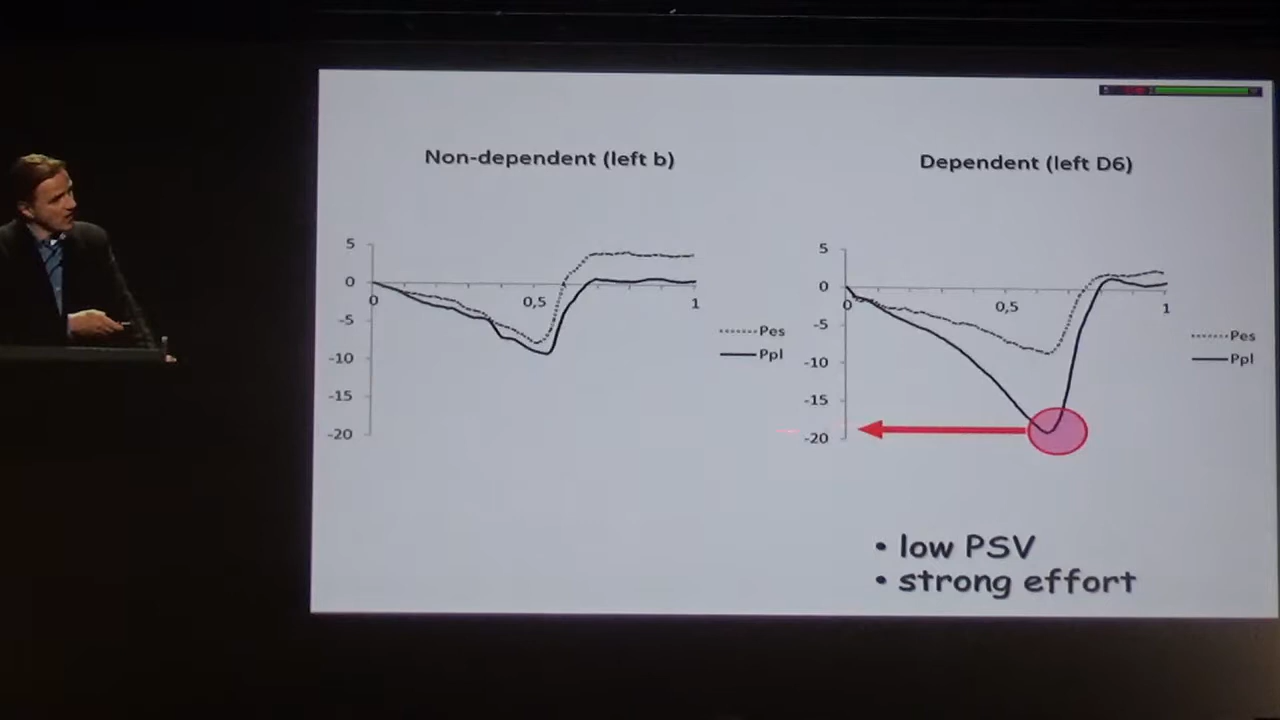 Non-dependent (left b)
5
0
-5
-10
-15
-20
0
0,5
1
Pes
Ppl
Dependent (left D6)
5
0
-5
-10
-15
-20
0
0,5
1
Pes
Ppl
• low PSV
• strong effort